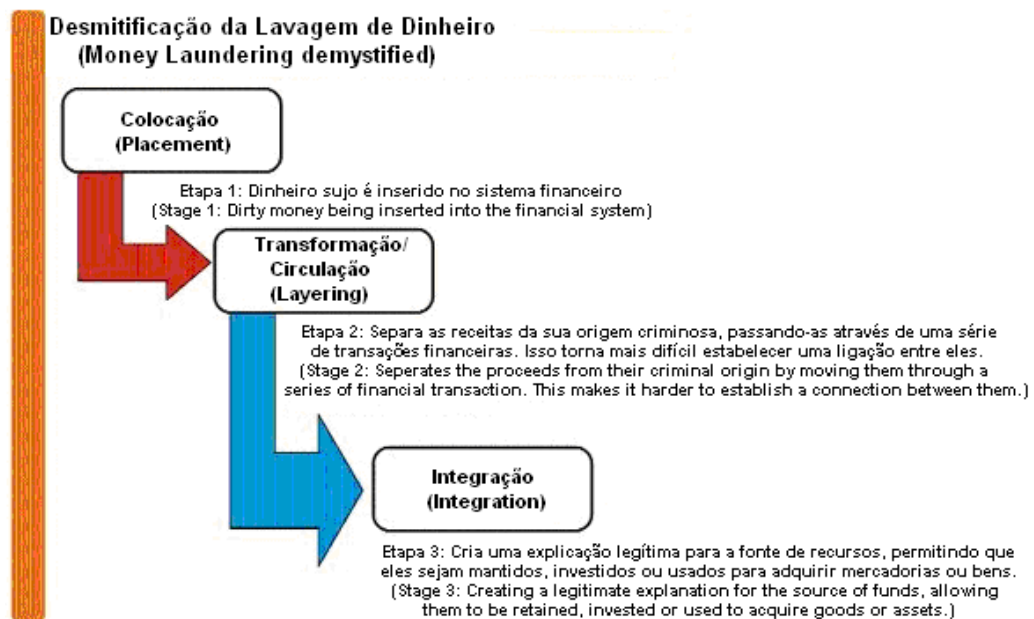 Desmitificação da Lavagem de Dinheiro
(Money Laundering demystified)
Colocação
(Placement)
Etapa 1: Dinheiro sujo é inserido no sistema financeiro
(Stage 1: Dirty money being inserted into the financial system)
Transformação/
Circulação
(Layering)
Etapa 2: Separa as receitas da sua origem criminosa, passando-as através de uma série
de transações financeiras. Isso torna mais difícil estabelecer uma ligação entre eles.
(Stage 2: Seperates the proceeds from their criminal origin by moving them through a
series of financial transaction. This makes it harder to establish a connection between them.)
Integração
(Integration)
Etapa 3: Cria uma explicação legítima para a fonte de recursos, permitindo que
eles sejam mantidos, investidos ou usados para adquirir mercadorias ou bens.
(Stage 3: Creating a legitimate explanation for the source of funds, allowing
them to be retained, invested or used to acquire goods or assets.)